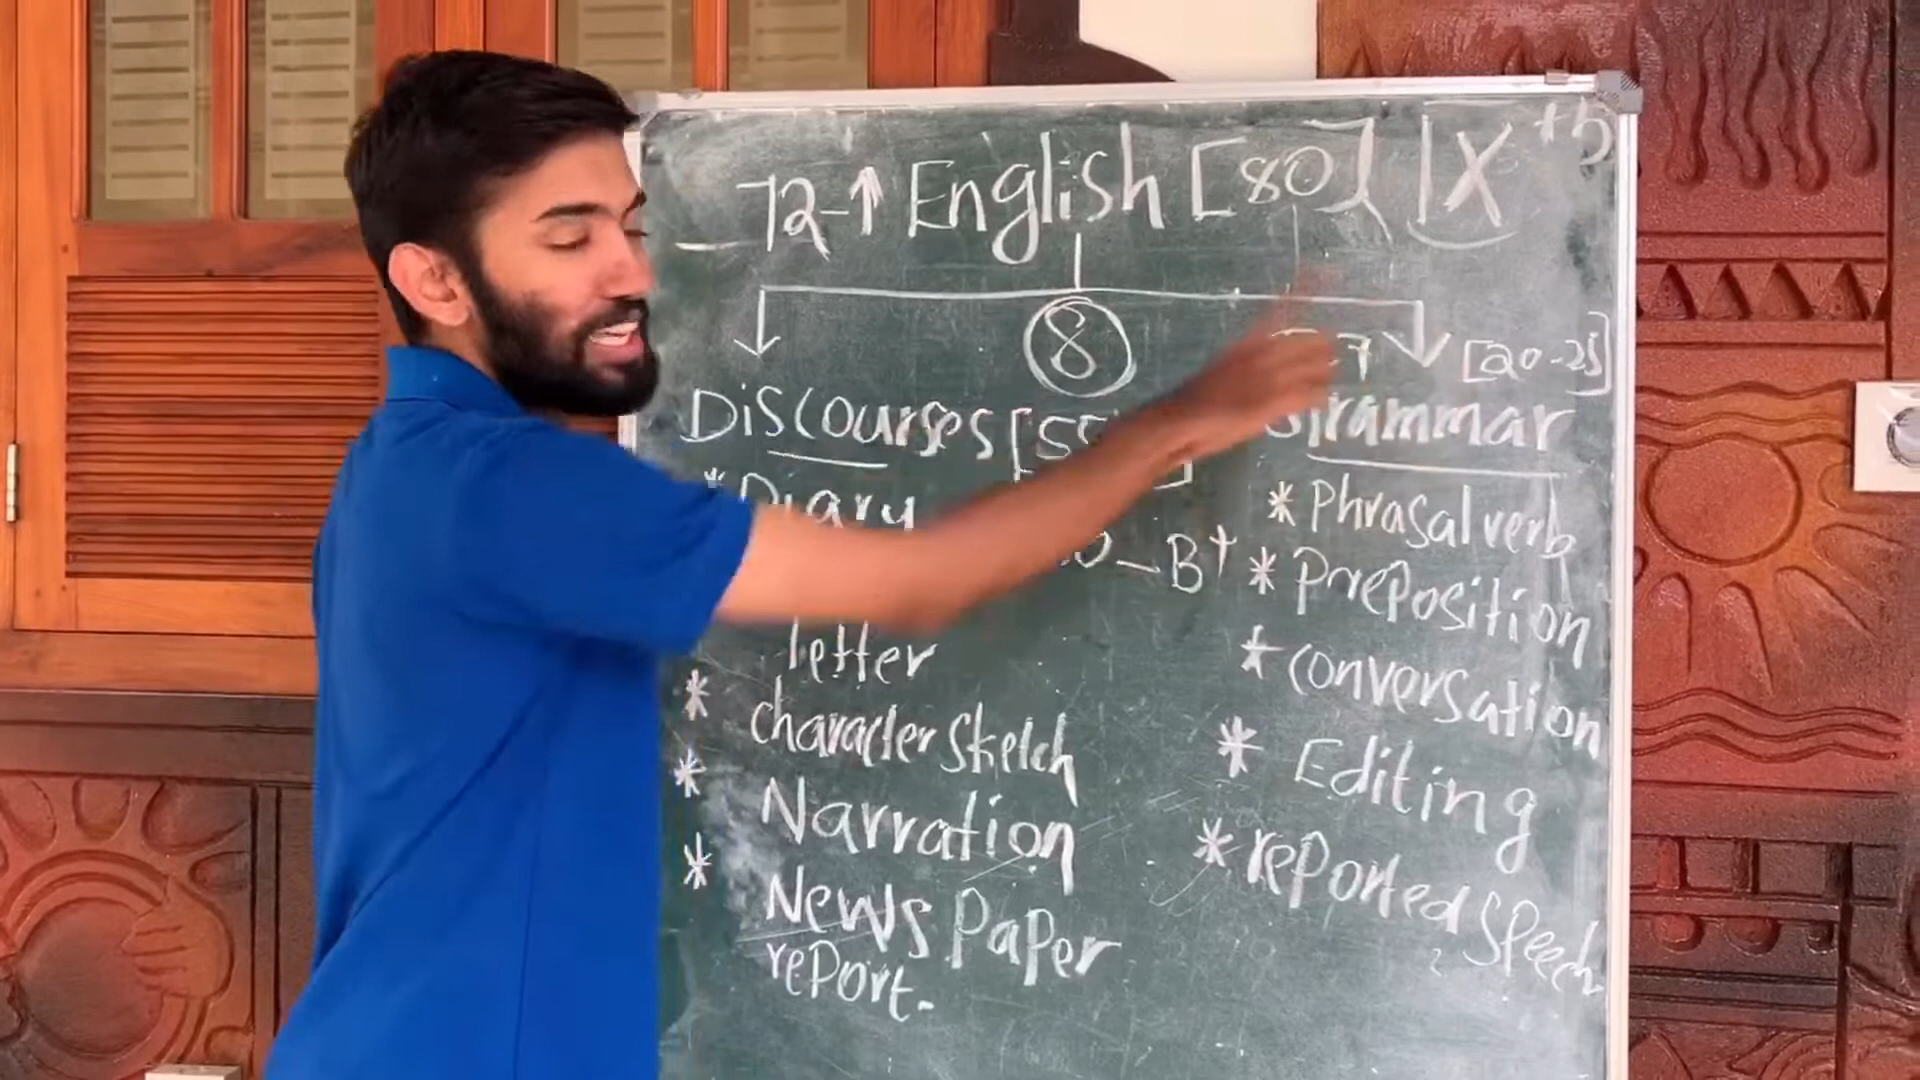 72-↑ English [80] IX +5
8
[20-25]
Discourses [55
Grammar
* Diary
* Phrasal verb
- B+
* Preposition
letter
* conversation
* character sketch
* Editing
* Narration
* reported speech
* News Paper
report.